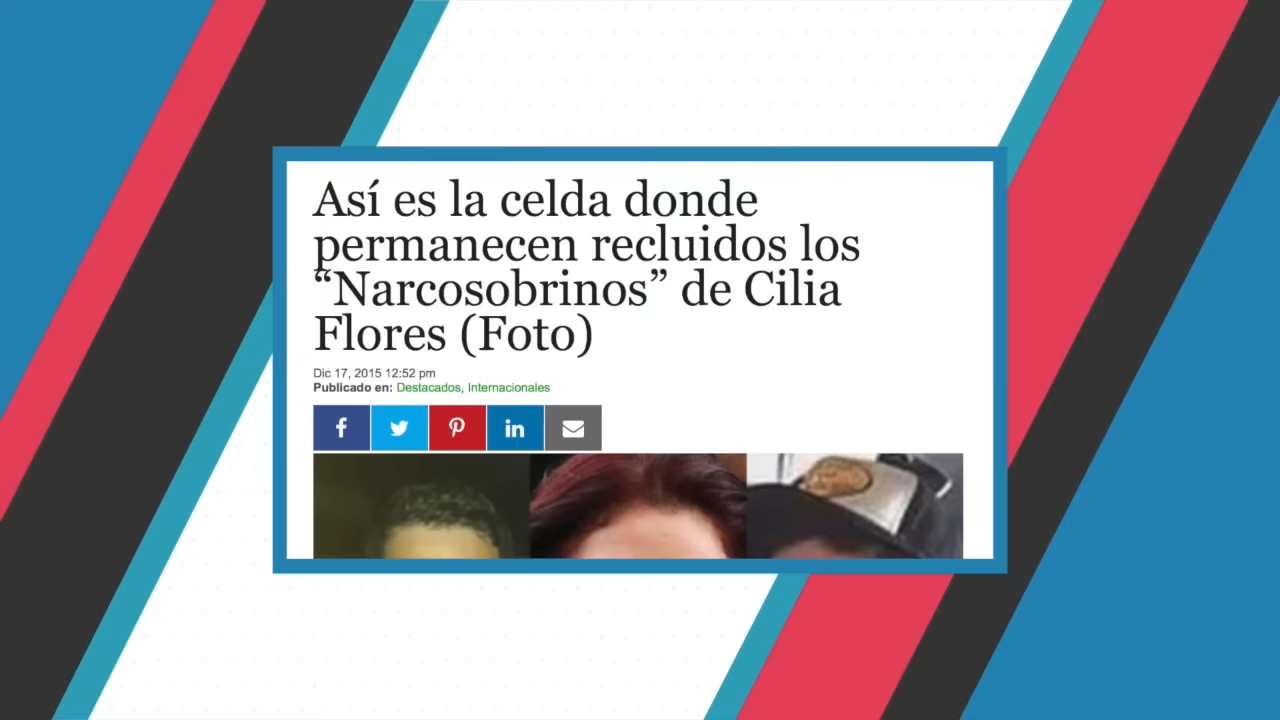 Así es la celda donde
permanecen recluidos los
“Narcosobrinos” de Cilia
Flores (Foto)
Dic 17, 2015 12:52 pm
Publicado en: Destacados, Internacionales